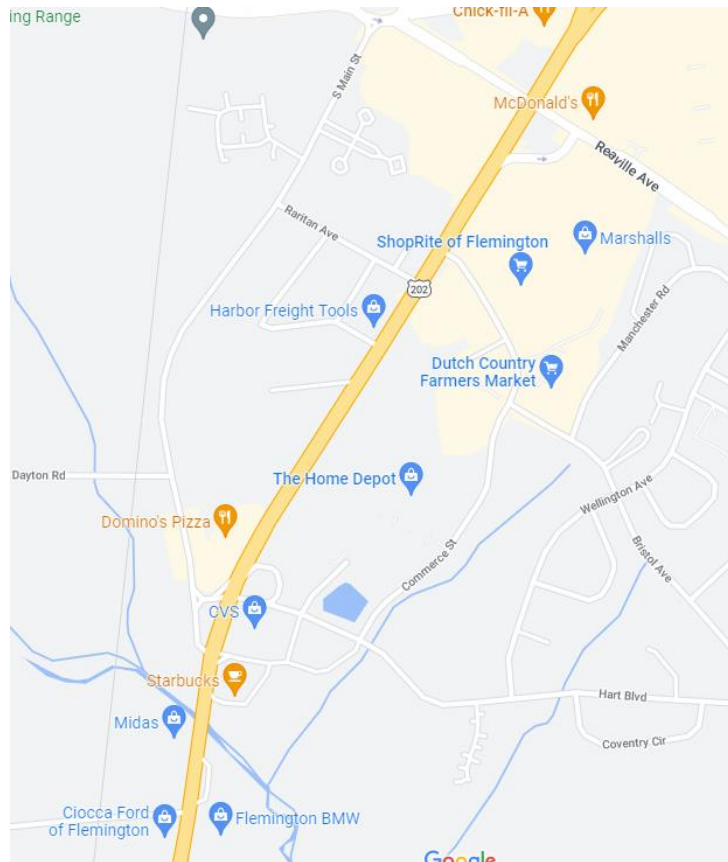 Chick-fil-A
ing Range
S Main St
McDonald's
Reaville Ave
Raritan Ave
ShopRite of Flemington
Marshalls
202
Harbor Freight Tools
Manchester Rd
Dutch Country
Farmers Market
Dayton Rd
The Home Depot
Wellington Ave
Domino's Pizza
Bristol Ave
Commerce St
CVS
Starbucks
Hart Blvd
Midas
Coventry Cir
Ciocca Ford
of Flemington
Flemington BMW
Google